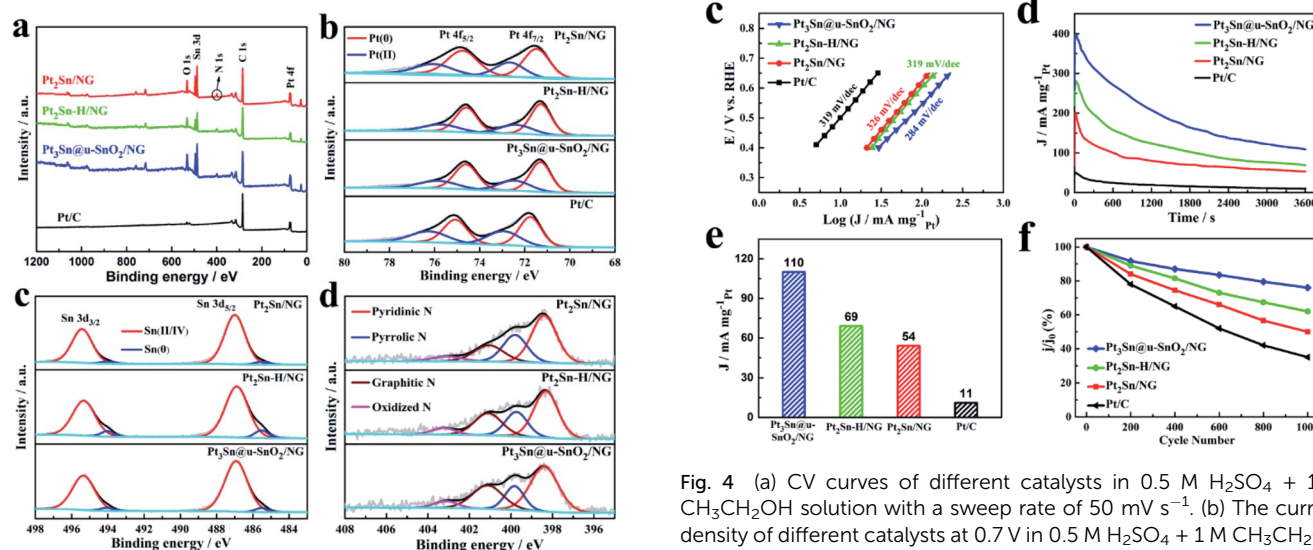 a
Intensity / a.u.
Pt₂Sn/NG
Pt₂Sn-H/NG
Pt₃Sn@u-SnO₂/NG
Pt/C
O 1s
Sn 3d
N 1s
C 1s
Pt 4f
1200 1000 800 600 400 200 0
Binding energy / eV
b
Intensity / a.u.
Pt(0)
Pt(II)
Pt 4f₅/₂
Pt 4f₇/₂
Pt₂Sn/NG
Pt₂Sn-H/NG
Pt₃Sn@u-SnO₂/NG
Pt/C
80 78 76 74 72 70 68
Binding energy / eV
c
Intensity / a.u.
Sn 3d₃/₂
Sn 3d₅/₂
Sn(II/IV)
Sn(0)
Pt₂Sn/NG
Pt₂Sn-H/NG
Pt₃Sn@u-SnO₂/NG
498 496 494 492 490 488 486 484
Binding energy / eV
d
Intensity / a.u.
Pyridinic N
Pyrrolic N
Graphitic N
Oxidized N
Pt₂Sn/NG
Pt₂Sn-H/NG
Pt₃Sn@u-SnO₂/NG
408 406 404 402 400 398 396
Binding energy / eV
c
E / V vs. RHE
0.9
0.8
0.7
0.6
0.5
0.4
0.3
Pt₃Sn@u-SnO₂/NG
Pt₂Sn-H/NG
Pt₂Sn/NG
Pt/C
319 mV/dec
319 mV/dec
326 mV/dec
284 mV/dec
0.0 0.5 1.0 1.5 2.0 2.5 3.0
Log (J / mA mg⁻¹Pt)
d
J / mA mg⁻¹Pt
400
300
200
100
0
Pt₃Sn@u-SnO₂/NG
Pt₂Sn-H/NG
Pt₂Sn/NG
Pt/C
0 600 1200 1800 2400 3000 3600
Time / s
e
J / mA mg⁻¹Pt
120
90
60
30
0
110
69
54
11
Pt₃Sn@u-
SnO₂/NG
Pt₂Sn-H/NG
Pt₂Sn/NG
Pt/C
f
j/j₀ (%)
100
80
60
40
20
0
Pt₃Sn@u-SnO₂/NG
Pt₂Sn-H/NG
Pt₂Sn/NG
Pt/C
0 200 400 600 800 100
Cycle Number
Fig. 4 (a) CV curves of different catalysts in 0.5 M H₂SO₄ + 1
CH₃CH₂OH solution with a sweep rate of 50 mV s⁻¹. (b) The curr
density of different catalysts at 0.7 V in 0.5 M H₂SO₄ + 1 M CH₃CH₂